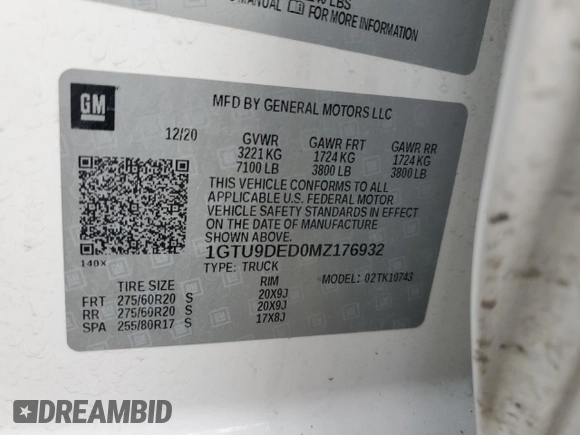 MANUAL FOR MORE INFORMATION
GM
MFD BY GENERAL MOTORS LLC
12/20 GVWR GAWR FRT GAWR RR
3221 KG 1724 KG 1724 KG
7100 LB 3800 LB 3800 LB
THIS VEHICLE CONFORMS TO ALL
APPLICABLE U.S. FEDERAL MOTOR
VEHICLE SAFETY STANDARDS IN EFFECT
ON THE DATE OF MANUFACTURE
SHOWN ABOVE.
1GTU9DED0MZ176932
140X
TYPE: TRUCK MODEL: 02TK10743
TIRE SIZE RIM
FRT 275/60R20 S 20X9J
RR 275/60R20 S 20X9J
SPA 255/80R17 S 17X8J
DREAMBID